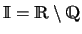 𝕀 = ℝ \ ℚ